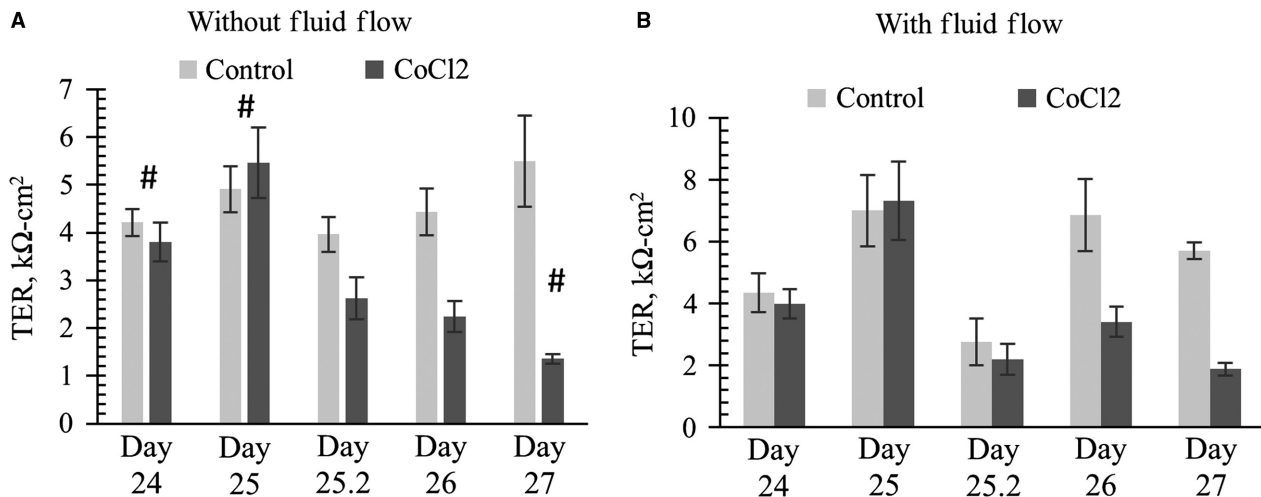 A
Without fluid flow
Control
CoCl2
TER, kΩ-cm²
7
6
5
4
3
2
1
0
#
#
#
Day
24
Day
25
Day
25.2
Day
26
Day
27
B
With fluid flow
Control
CoCl2
TER, kΩ-cm²
10
8
6
4
2
0
Day
24
Day
25
Day
25.2
Day
26
Day
27